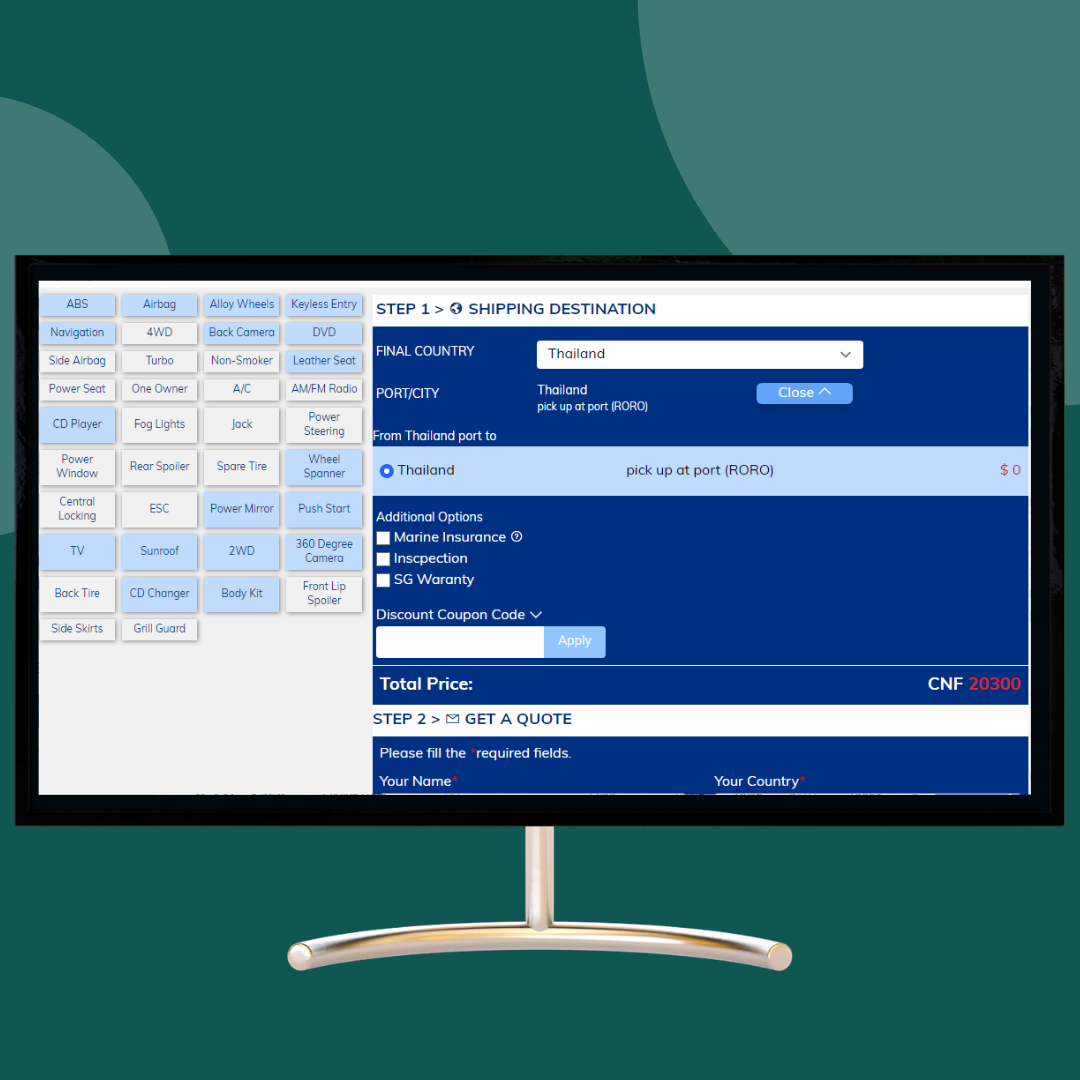 ABS
Airbag
Alloy Wheels
Keyless Entry
Navigation
4WD
Back Camera
DVD
Side Airbag
Turbo
Non-Smoker
Leather Seat
Power Seat
One Owner
A/C
AM/FM Radio
CD Player
Fog Lights
Jack
Power
Steering
Power
Window
Rear Spoiler
Spare Tire
Wheel
Spanner
Central
Locking
ESC
Power Mirror
Push Start
TV
Sunroof
2WD
360 Degree
Camera
Back Tire
CD Changer
Body Kit
Front Lip
Spoiler
Side Skirts
Grill Guard
STEP 1 > SHIPPING DESTINATION
FINAL COUNTRY
Thailand
PORT/CITY
Thailand
pick up at port (RORO)
Close
From Thailand port to
Thailand pick up at port (RORO) $ 0
Additional Options
Marine Insurance
Inscpection
SG Waranty
Discount Coupon Code
Apply
Total Price: CNF 20300
STEP 2 > GET A QUOTE
Please fill the *required fields.
Your Name* Your Country*